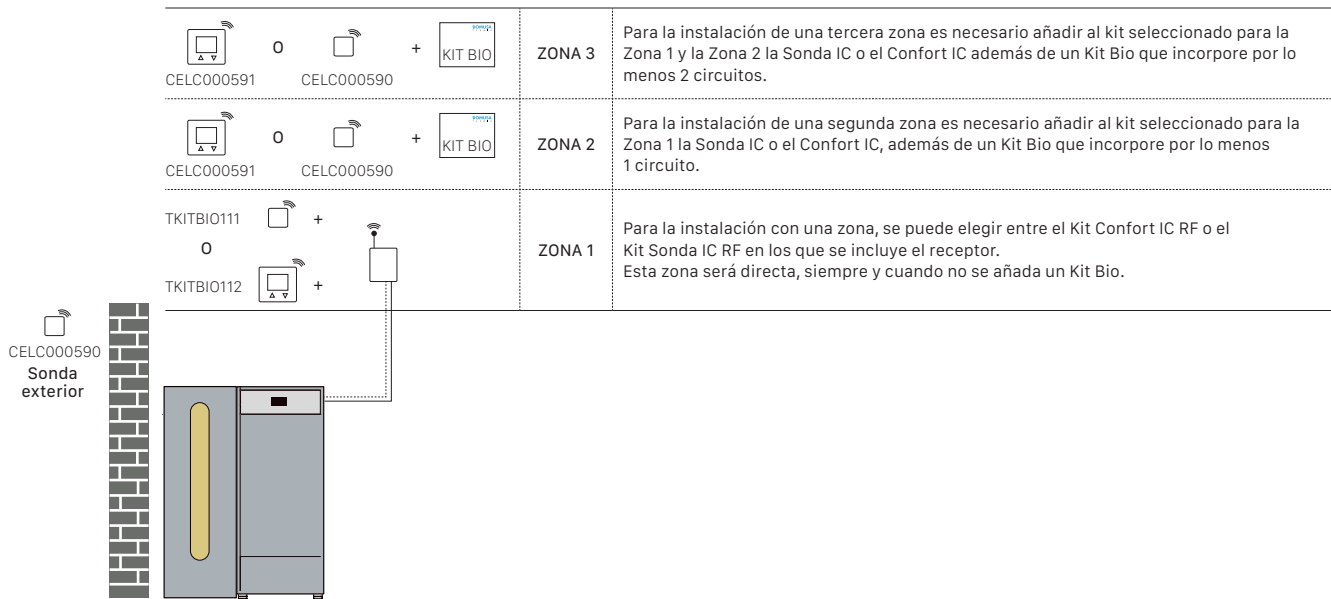 O
+
KIT BIO
CELC000591
CELC000590
ZONA 3
Para la instalación de una tercera zona es necesario añadir al kit seleccionado para la
Zona 1 y la Zona 2 la Sonda IC o el Confort IC además de un Kit Bio que incorpore por lo
menos 2 circuitos.
O
+
KIT BIO
CELC000591
CELC000590
ZONA 2
Para la instalación de una segunda zona es necesario añadir al kit seleccionado para la
Zona 1 la Sonda IC o el Confort IC, además de un Kit Bio que incorpore por lo menos
1 circuito.
TKITBIO111
+
O
TKITBIO112
+
ZONA 1
Para la instalación con una zona, se puede elegir entre el Kit Confort IC RF o el
Kit Sonda IC RF en los que se incluye el receptor.
Esta zona será directa, siempre y cuando no se añada un Kit Bio.
CELC000590
Sonda
exterior